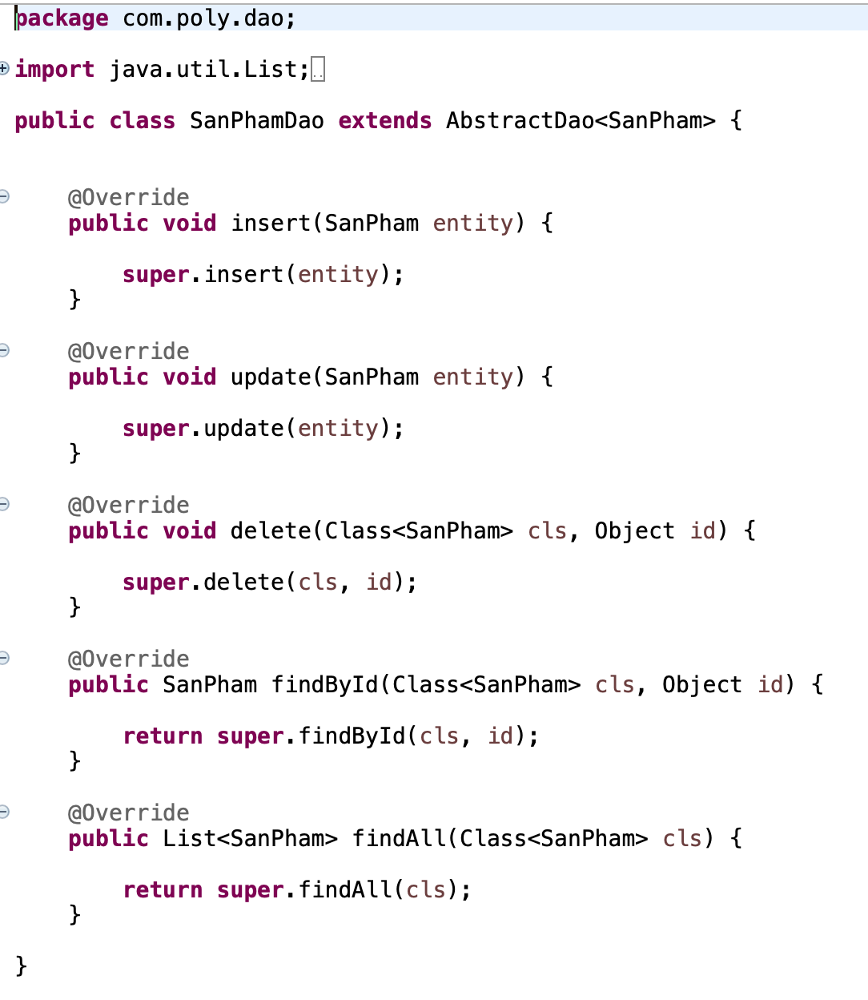 package com.poly.dao;
import java.util.List;
public class SanPhamDao extends AbstractDao<SanPham> {
@Override
public void insert(SanPham entity) {
super.insert(entity);
}
@Override
public void update(SanPham entity) {
super.update(entity);
}
@Override
public void delete(Class<SanPham> cls, Object id) {
super.delete(cls, id);
}
@Override
public SanPham findById(Class<SanPham> cls, Object id) {
return super.findById(cls, id);
}
@Override
public List<SanPham> findAll(Class<SanPham> cls) {
return super.findAll(cls);
}
}